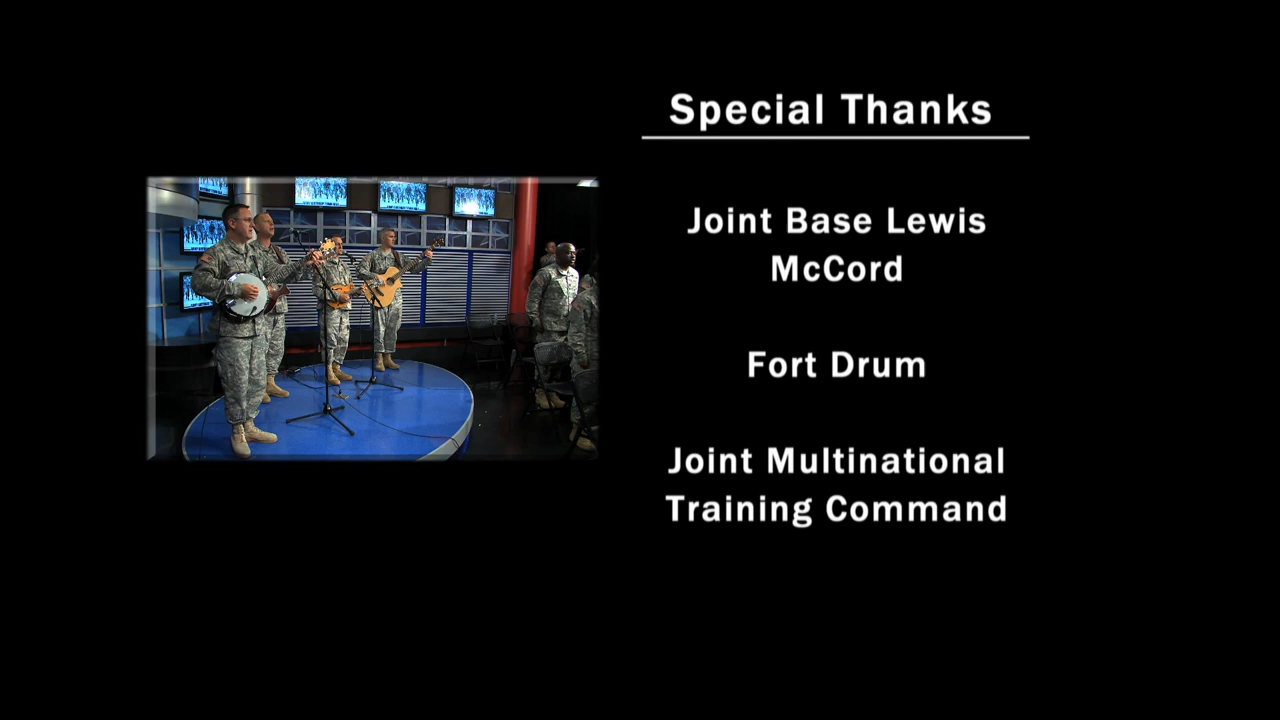 Special Thanks
Joint Base Lewis
McCord
Fort Drum
Joint Multinational
Training Command